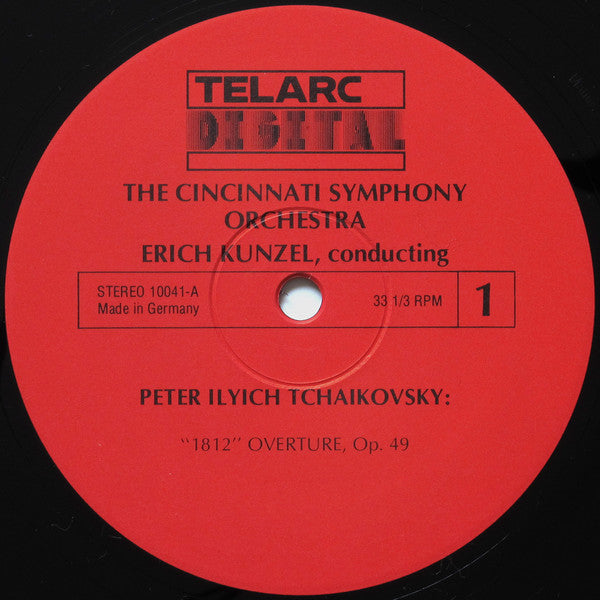 TELARC
DIGITAL
THE CINCINNATI SYMPHONY
ORCHESTRA
ERICH KUNZEL, conducting
STEREO 10041-A
Made in Germany
33 1/3 RPM
1
PETER ILYICH TCHAIKOVSKY:
“1812” OVERTURE, Op. 49